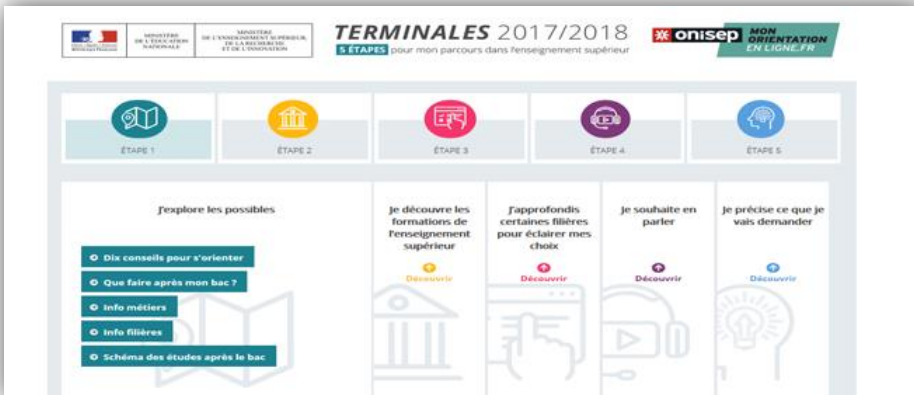 MINISTÈRE
DE L'ÉDUCATION
NATIONALE
MINISTÈRE
DE L'ENSEIGNEMENT SUPÉRIEUR,
DE LA RECHERCHE
ET DE L'INNOVATION
TERMINALES 2017/2018
5 ÉTAPES pour mon parcours dans l'enseignement supérieur
onisep
MON
ORIENTATION
EN LIGNE.FR
ÉTAPE 1
ÉTAPE 2
ÉTAPE 3
ÉTAPE 4
ÉTAPE 5
J'explore les possibles
Dix conseils pour s'orienter
Que faire après mon bac ?
Info métiers
Info filières
Schéma des études après le bac
Je découvre les
formations de
l'enseignement
supérieur
Découvrir
J'approfondis
certaines filières
pour éclairer mes
choix
Découvrir
Je souhaite en
parler
Découvrir
Je précise ce que je
vais demander
Découvrir